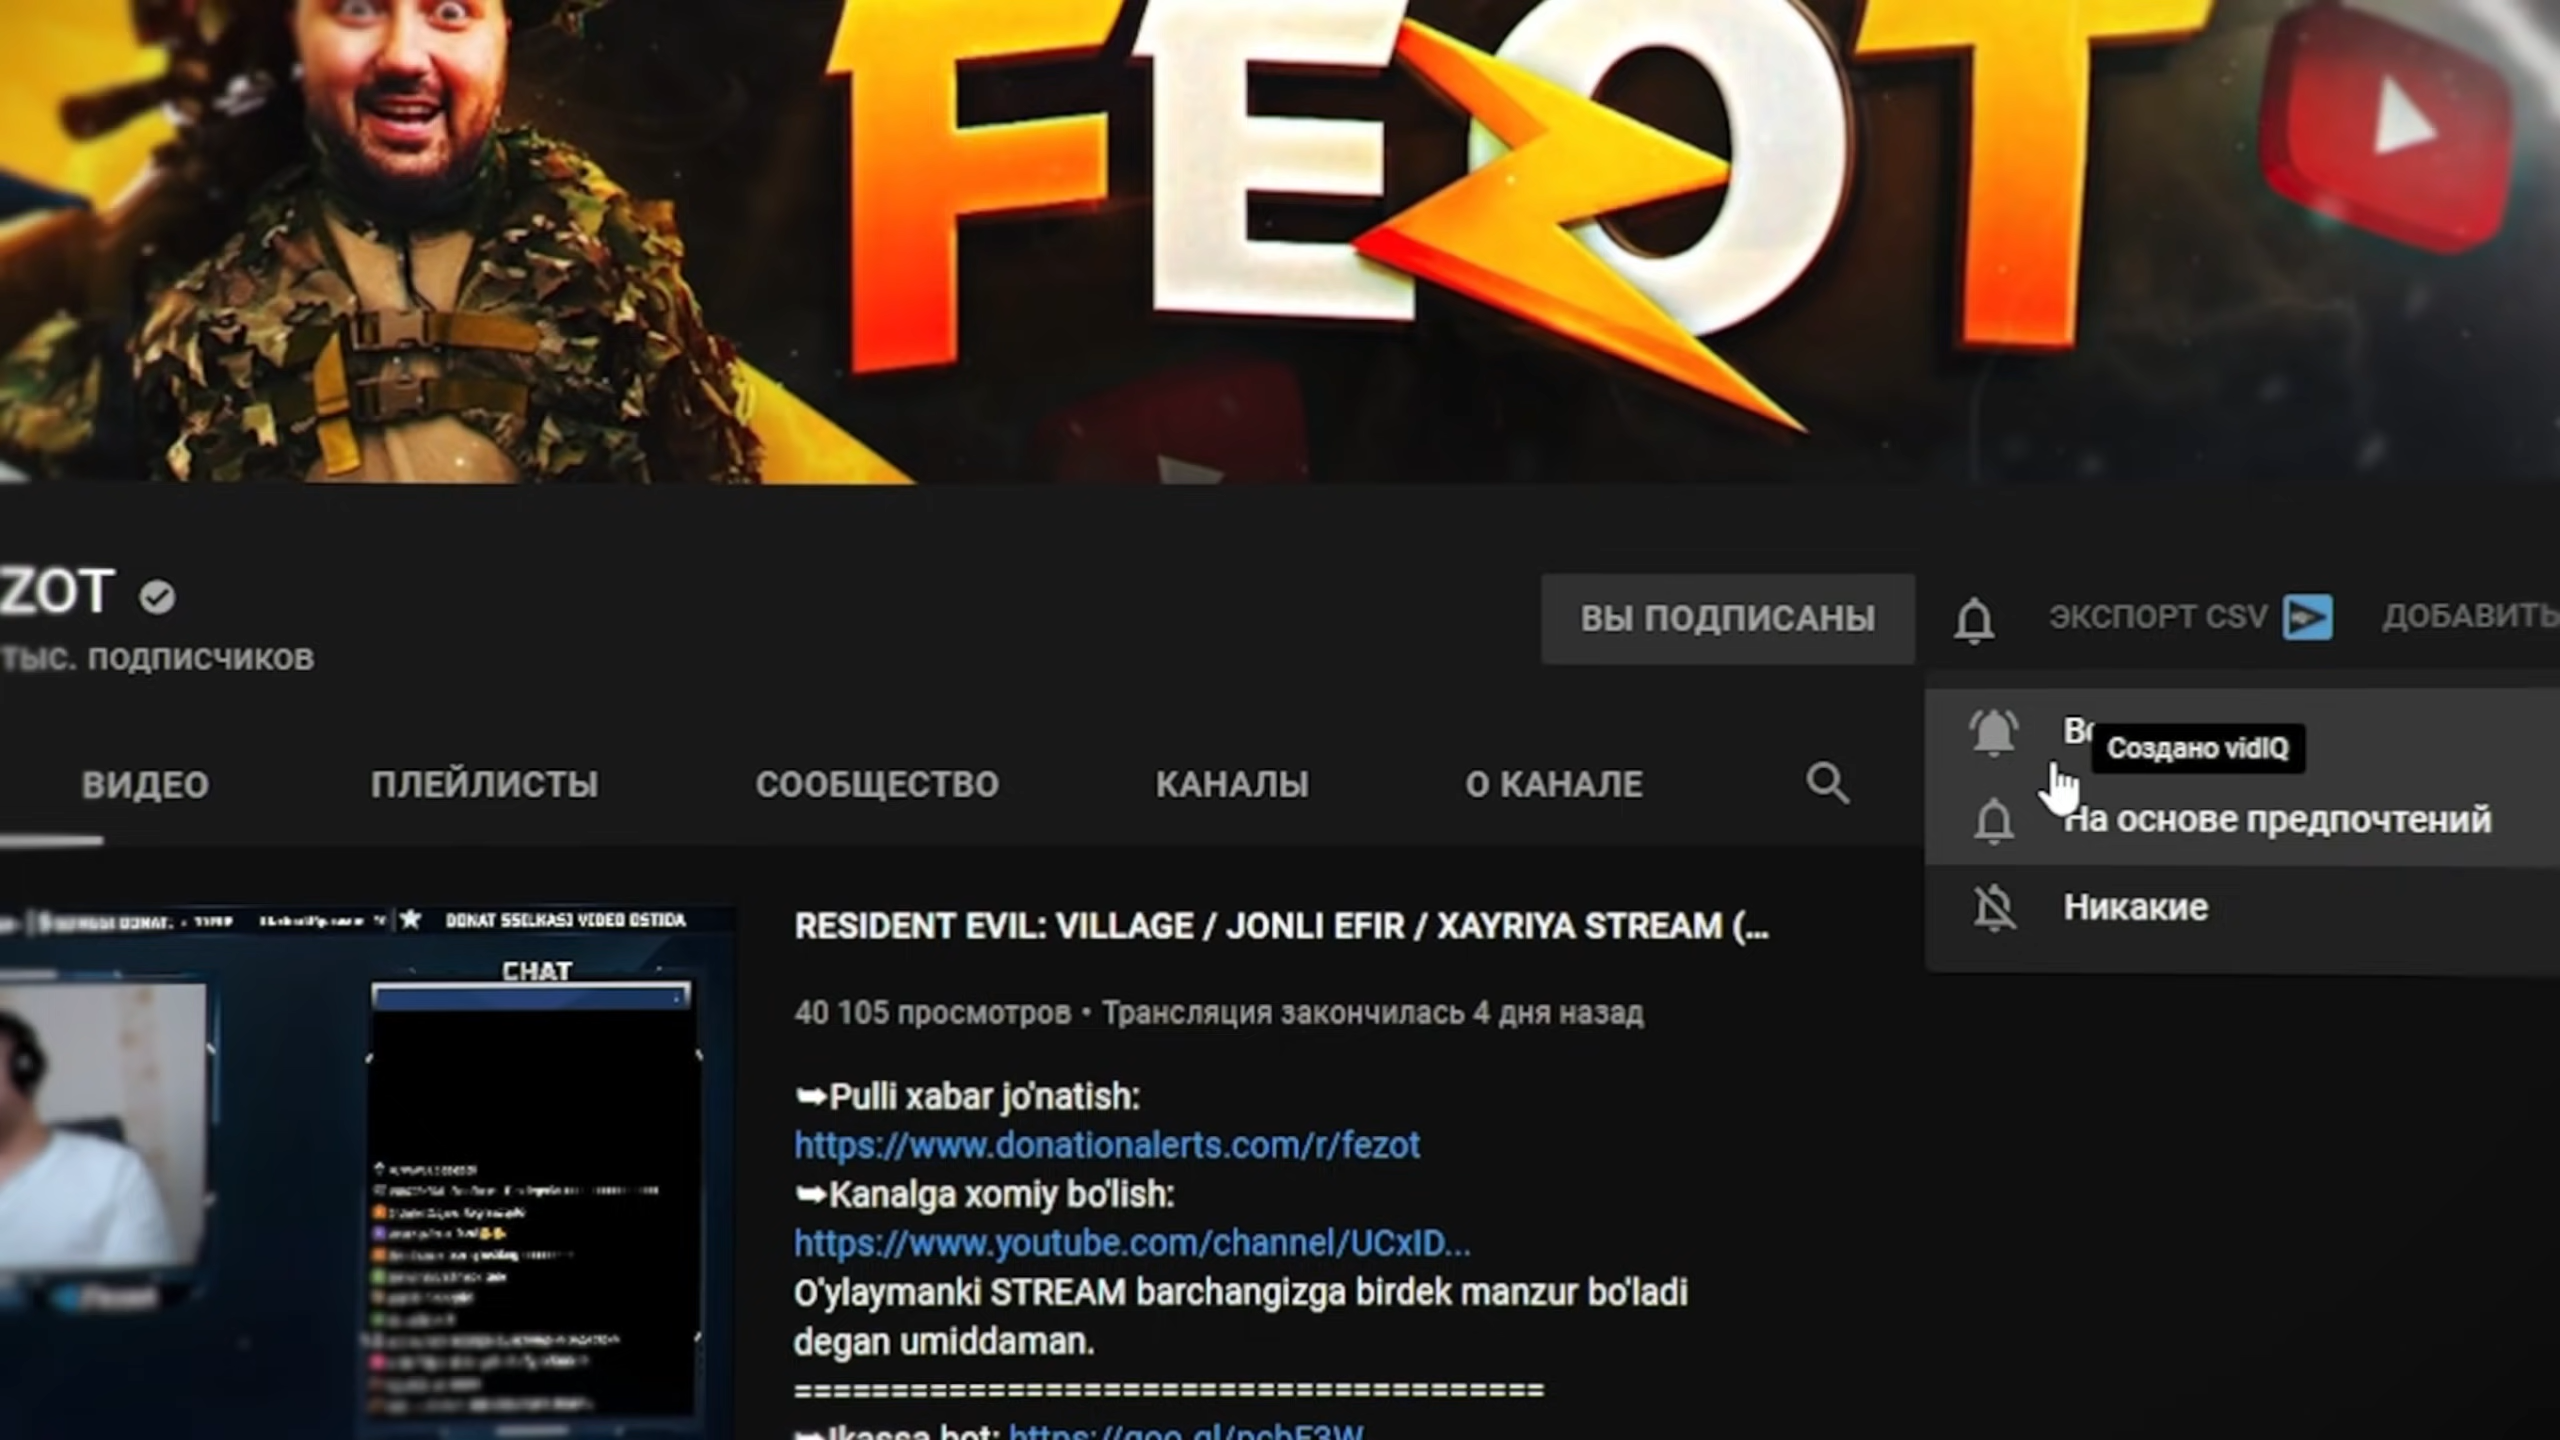 FEZOT
ZOT
тыс. подписчиков
ВЫ ПОДПИСАНЫ
ЭКСПОРТ CSV
ДОБАВИТЬ
Создано vidIQ
На основе предпочтений
Никакие
ВИДЕО
ПЛЕЙЛИСТЫ
СООБЩЕСТВО
КАНАЛЫ
О КАНАЛЕ
DONAT SSILKASI VIDEO OSTIDA
CHAT
RESIDENT EVIL: VILLAGE / JONLI EFIR / XAYRIYA STREAM (...
40 105 просмотров • Трансляция закончилась 4 дня назад
➥Pulli xabar jo'natish:
https://www.donationalerts.com/r/fezot
➥Kanalga xomiy bo'lish:
https://www.youtube.com/channel/UCxID...
O'ylaymanki STREAM barchangizga birdek manzur bo'ladi
degan umiddaman.
=======================================